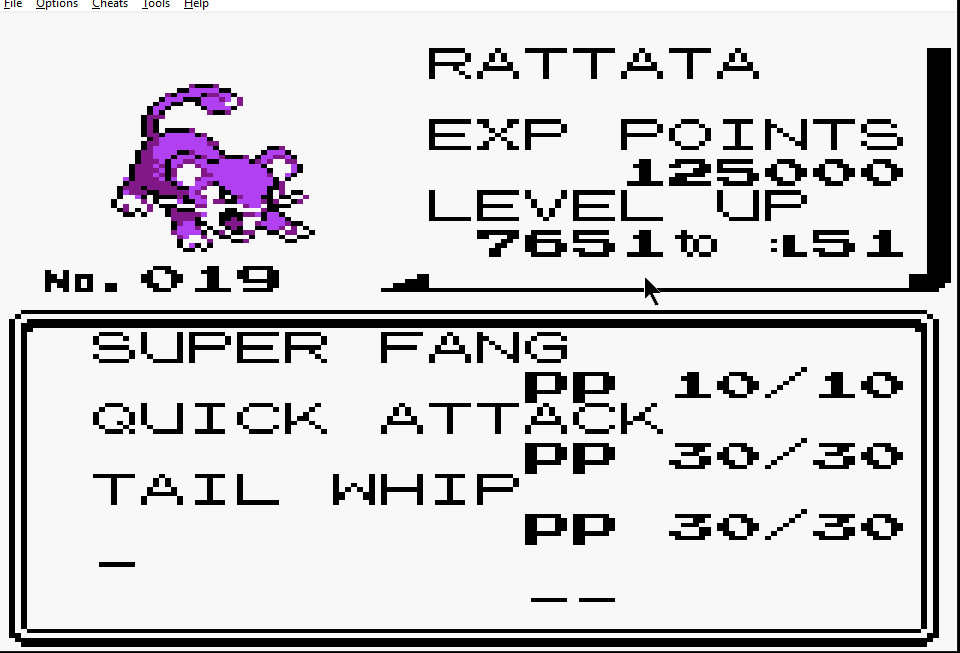 File Options Cheats Tools Help
RATTATA
EXP POINTS
125000
LEVEL UP
7651 to :L51
No. 019
SUPER FANG
PP 10/10
QUICK ATTACK
PP 30/30
TAIL WHIP
PP 30/30
-
--